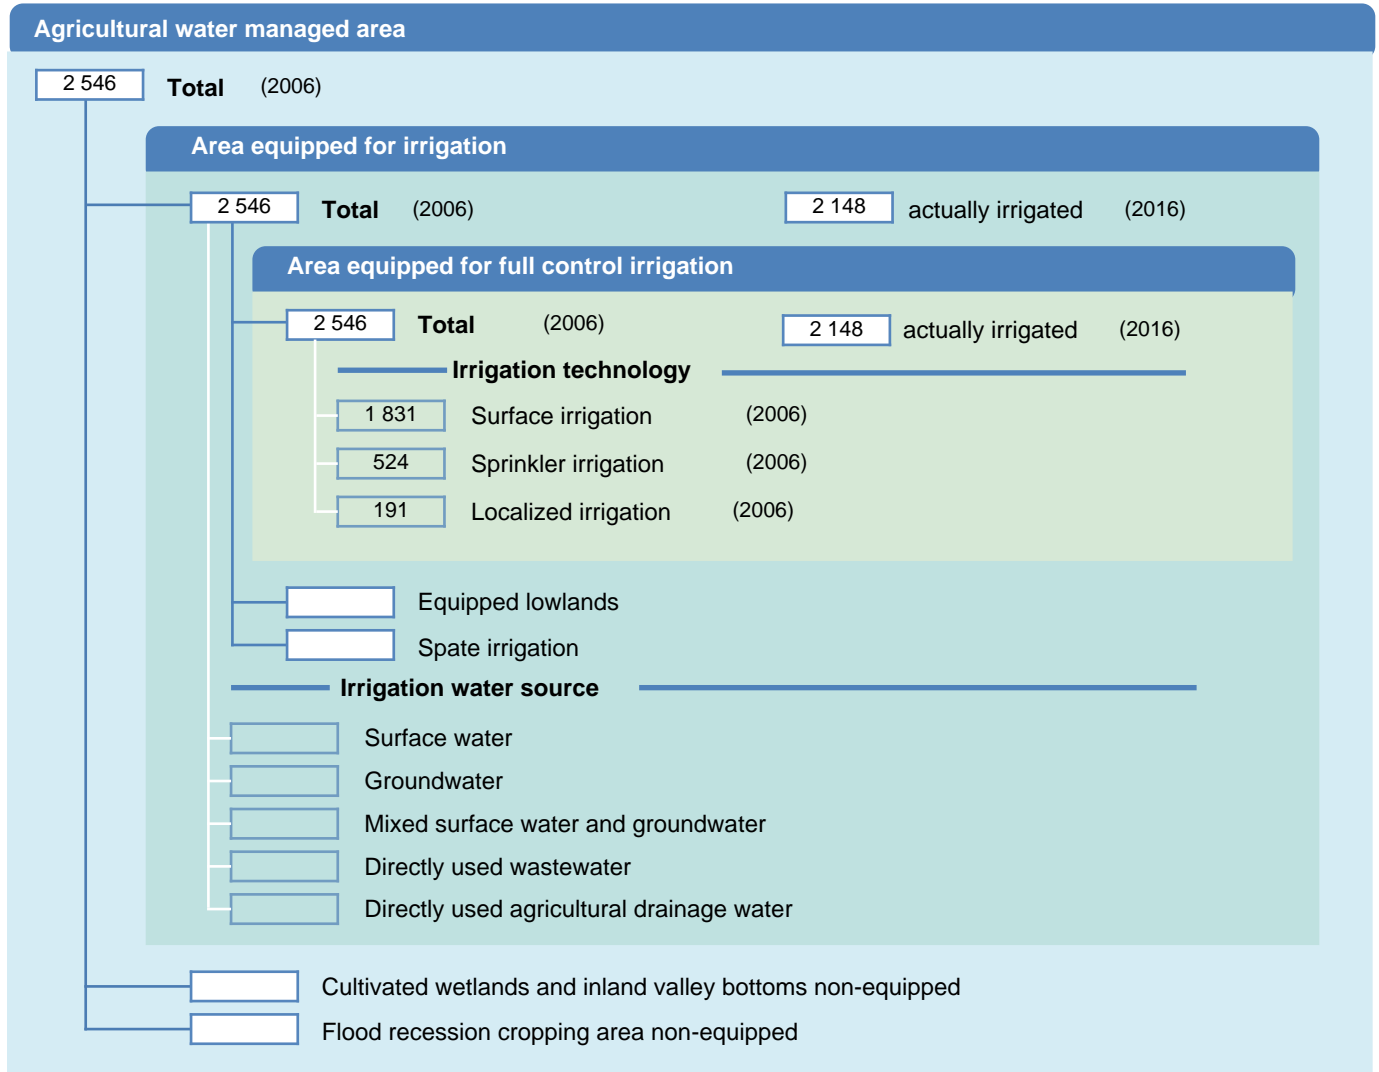 Agricultural water managed area
2 546 Total (2006)
Area equipped for irrigation
2 546 Total (2006) 2 148 actually irrigated (2016)
Area equipped for full control irrigation
2 546 Total (2006) 2 148 actually irrigated (2016)
Irrigation technology
1 831 Surface irrigation (2006)
524 Sprinkler irrigation (2006)
191 Localized irrigation (2006)
Equipped lowlands
Spate irrigation
Irrigation water source
Surface water
Groundwater
Mixed surface water and groundwater
Directly used wastewater
Directly used agricultural drainage water
Cultivated wetlands and inland valley bottoms non-equipped
Flood recession cropping area non-equipped